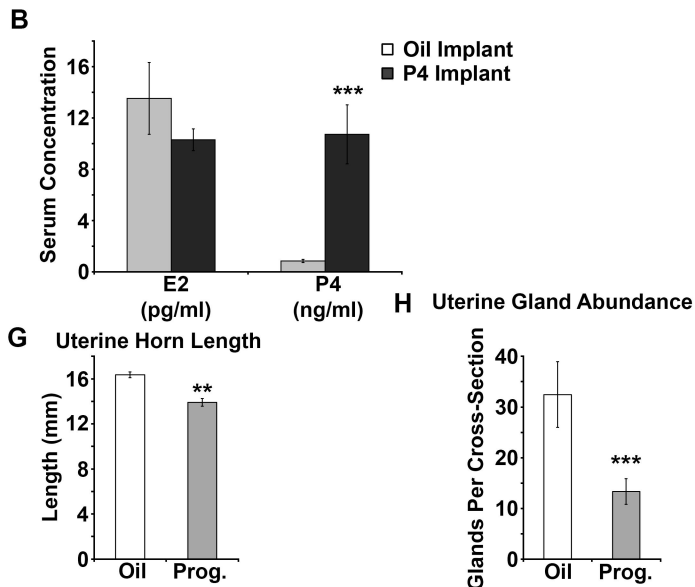 B
Oil Implant
P4 Implant
Serum Concentration
16
12
8
4
0
***
E2
(pg/ml)
P4
(ng/ml)
G
Uterine Horn Length
Length (mm)
16
14
8
4
0
**
Oil
Prog.
H
Uterine Gland Abundance
Glands Per Cross-Section
40
30
20
10
0
***
Oil
Prog.